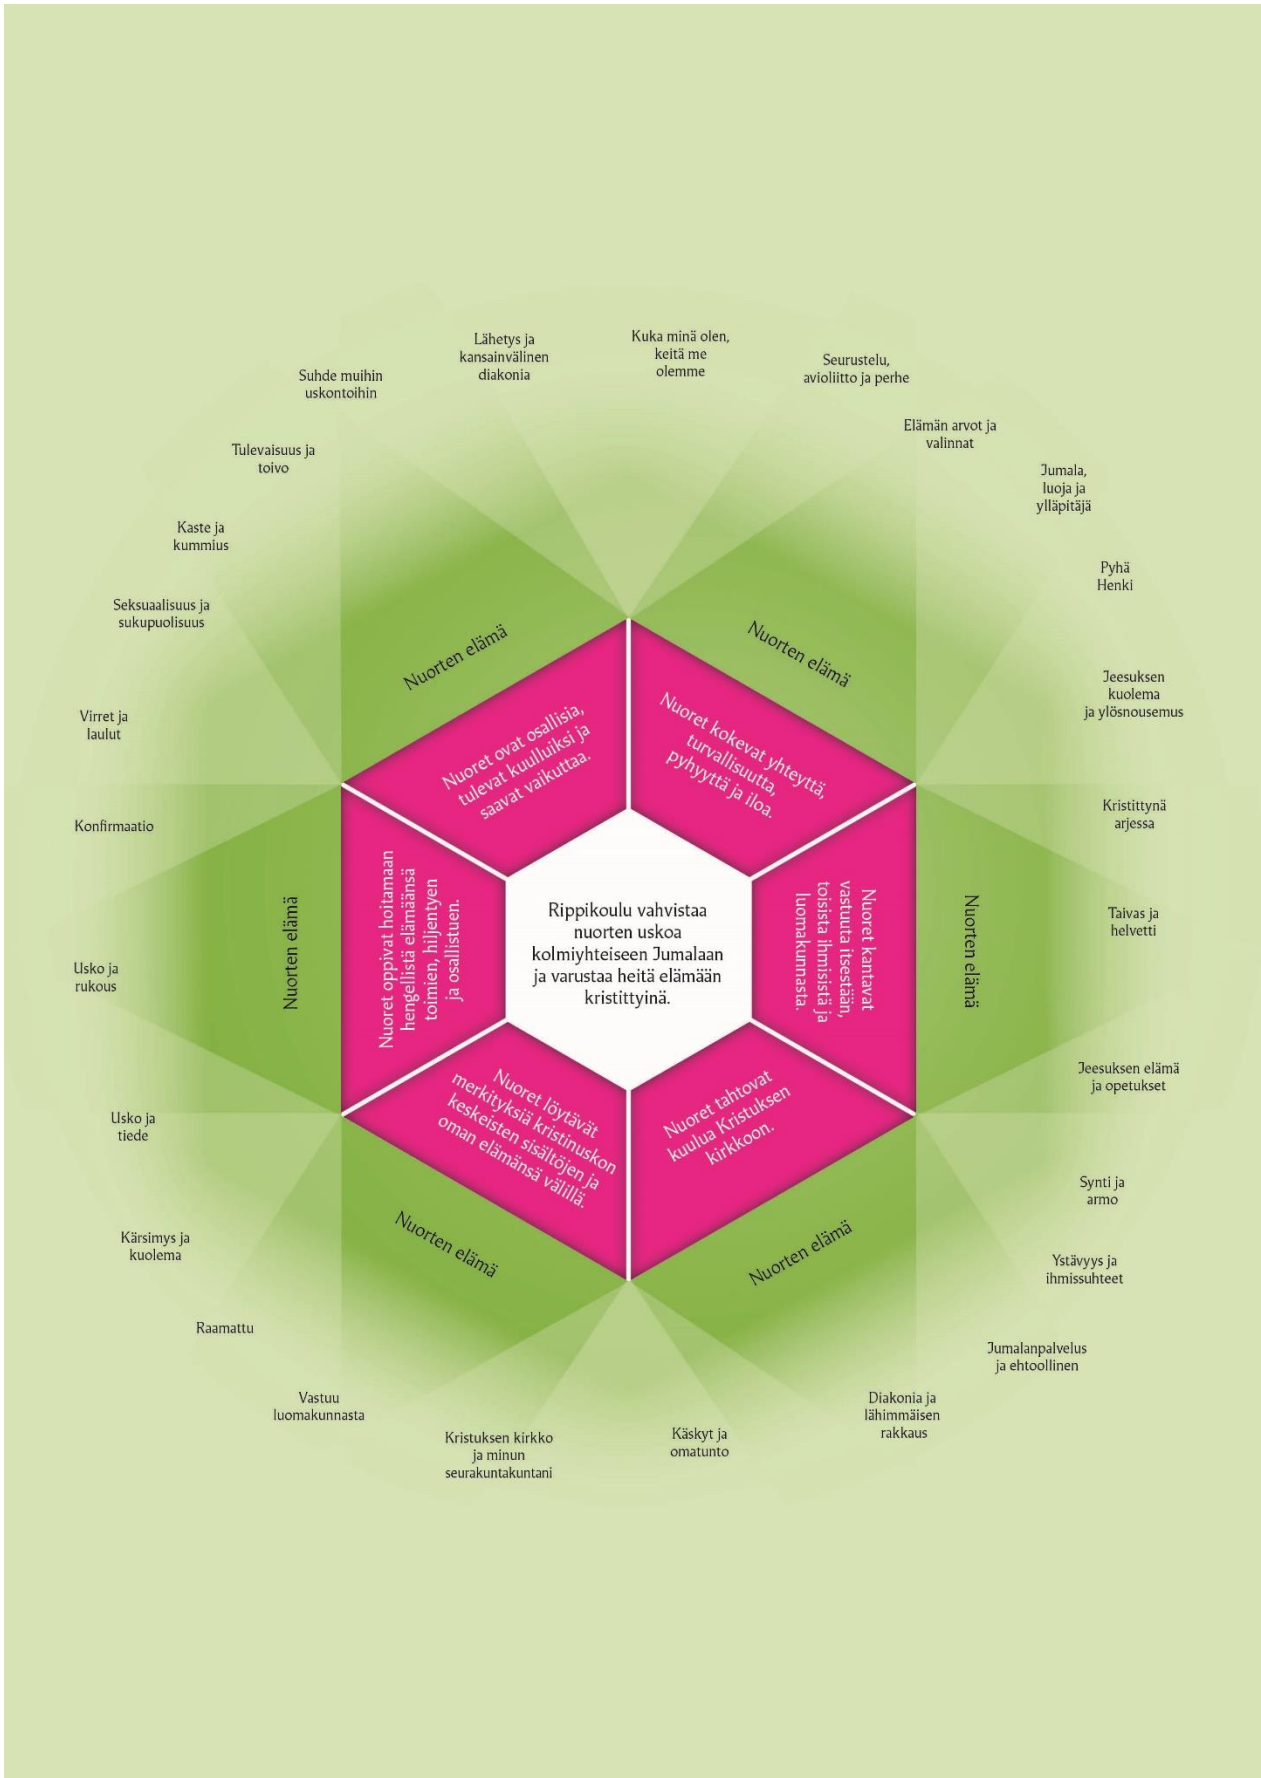 Lähetys ja
kansainvälinen
diakonia
Kuka minä olen,
keitä me
olemme
Seurustelu,
avioliitto ja perhe
Elämän arvot ja
valinnat
Jumala,
luoja ja
ylläpitäjä
Pyhä
Henki
Jeesuksen
kuolema
ja ylösnousemus
Kristittynä
arjessa
Taivas ja
helvetti
Jeesuksen elämä
ja opetukset
Synti ja
armo
Ystävyys ja
ihmissuhteet
Jumalanpalvelus
ja ehtoollinen
Diakonia ja
lähimmäisen
rakkaus
Käskyt ja
omatunto
Kristuksen kirkko
ja minun
seurakuntakuntani
Vastuu
luomakunnasta
Raamattu
Kärsimys ja
kuolema
Usko ja
tiede
Usko ja
rukous
Konfirmaatio
Virret ja
laulut
Seksuaalisuus ja
sukupuolisuus
Kaste ja
kummius
Tulevaisuus ja
toivo
Suhde muihin
uskontoihin
Nuorten elämä
Nuorten elämä
Nuorten elämä
Nuorten elämä
Nuorten elämä
Nuorten elämä
Nuoret ovat osallisia,
tulevat kuulluiksi ja
saavat vaikuttaa.
Nuoret kokevat yhteyttä,
turvallisuutta,
pyhyyttä ja iloa.
Nuoret kantavat
vastuuta itsestään,
toisista ihmisistä ja
luomakunnasta.
Nuoret tahtovat
kuulua Kristuksen
kirkkoon.
Nuoret löytävät
merkityksiä kristinuskon
keskeisten sisältöjen ja
oman elämänsä välillä.
Nuoret oppivat hoitamaan
hengellistä elämäänsä
toimien, hiljentyen
ja osallistuen.
Rippikoulu vahvistaa
nuorten uskoa
kolmiyhteiseen Jumalaan
ja varustaa heitä elämään
kristittyinä.